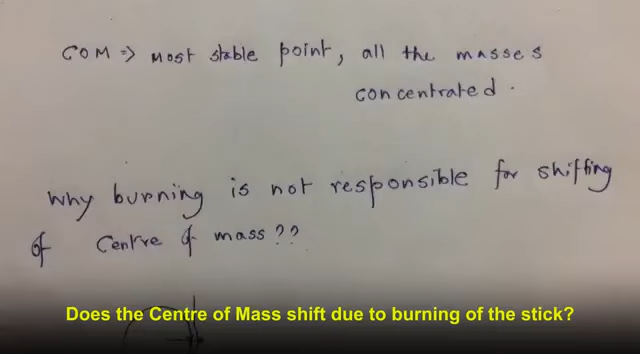 COM => Most stable point, all the masses
concentrated.
Why burning is not responsible for shifting
of Centre of mass??
Does the Centre of Mass shift due to burning of the stick?